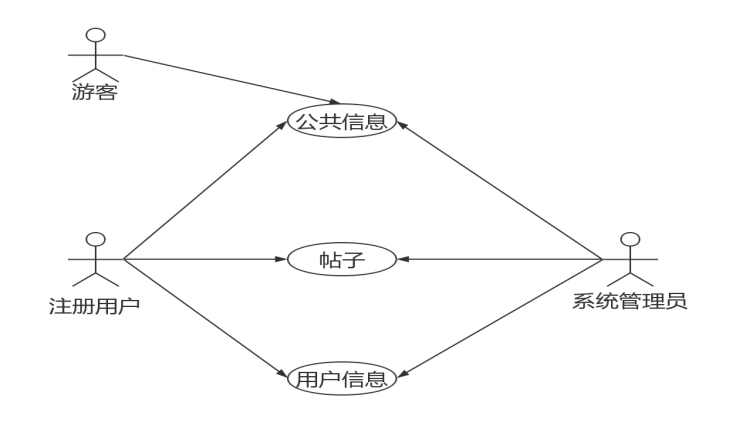 游客
公共信息
帖子
注册用户
系统管理员
用户信息